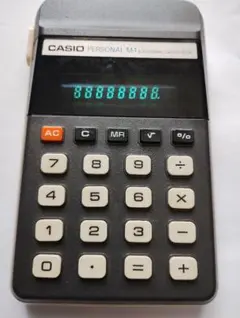 CASIO PERSONAL M-1
88888888.
AC C MR √ %
7 8 9 ÷
4 5 6 ×
1 2 3 −
0 · = +